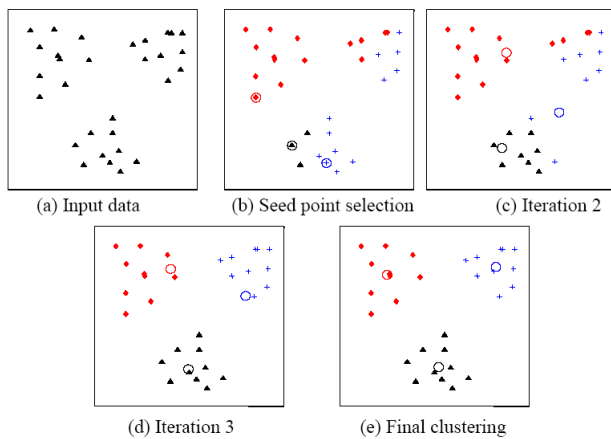 (a) Input data
(b) Seed point selection
(c) Iteration 2
(d) Iteration 3
(e) Final clustering